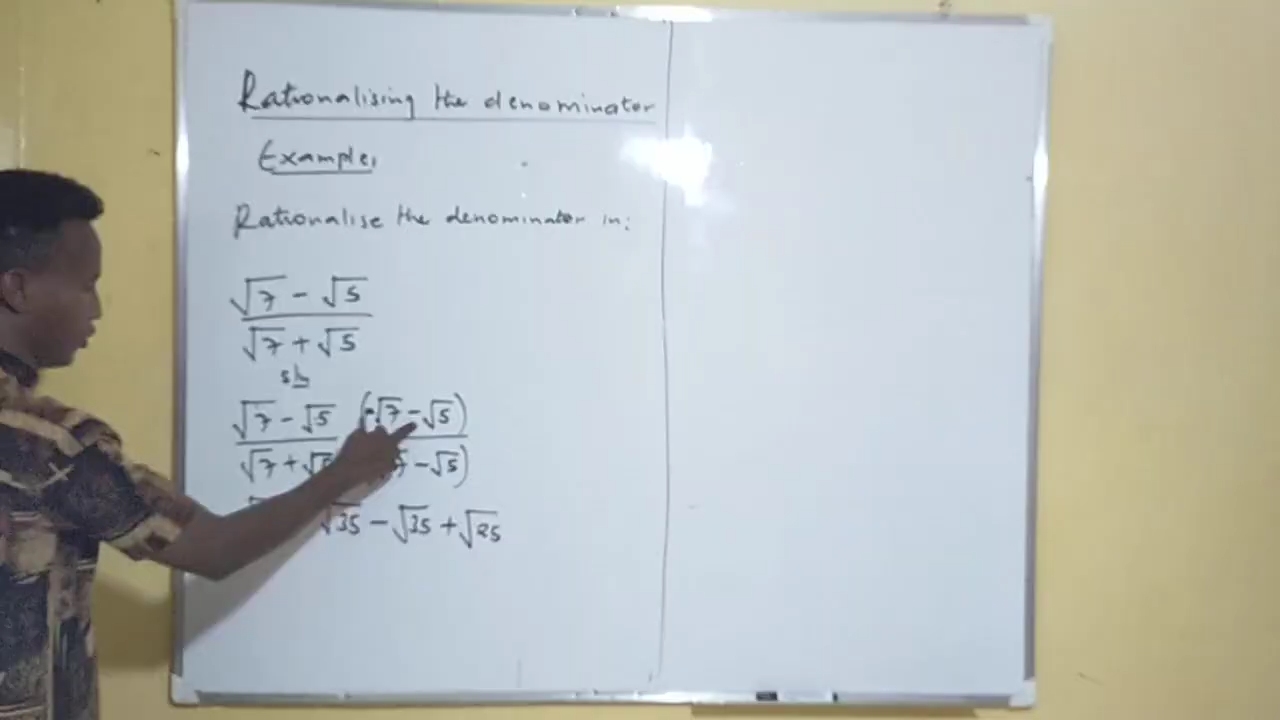 Rationalising the denominator
Example,
Rationalise the denominator in:
√7 - √5
√7 + √5
sln
√7 - √5 (√7 - √5)
√7 + √5 √7 - √5)
√35 - √35 + √25